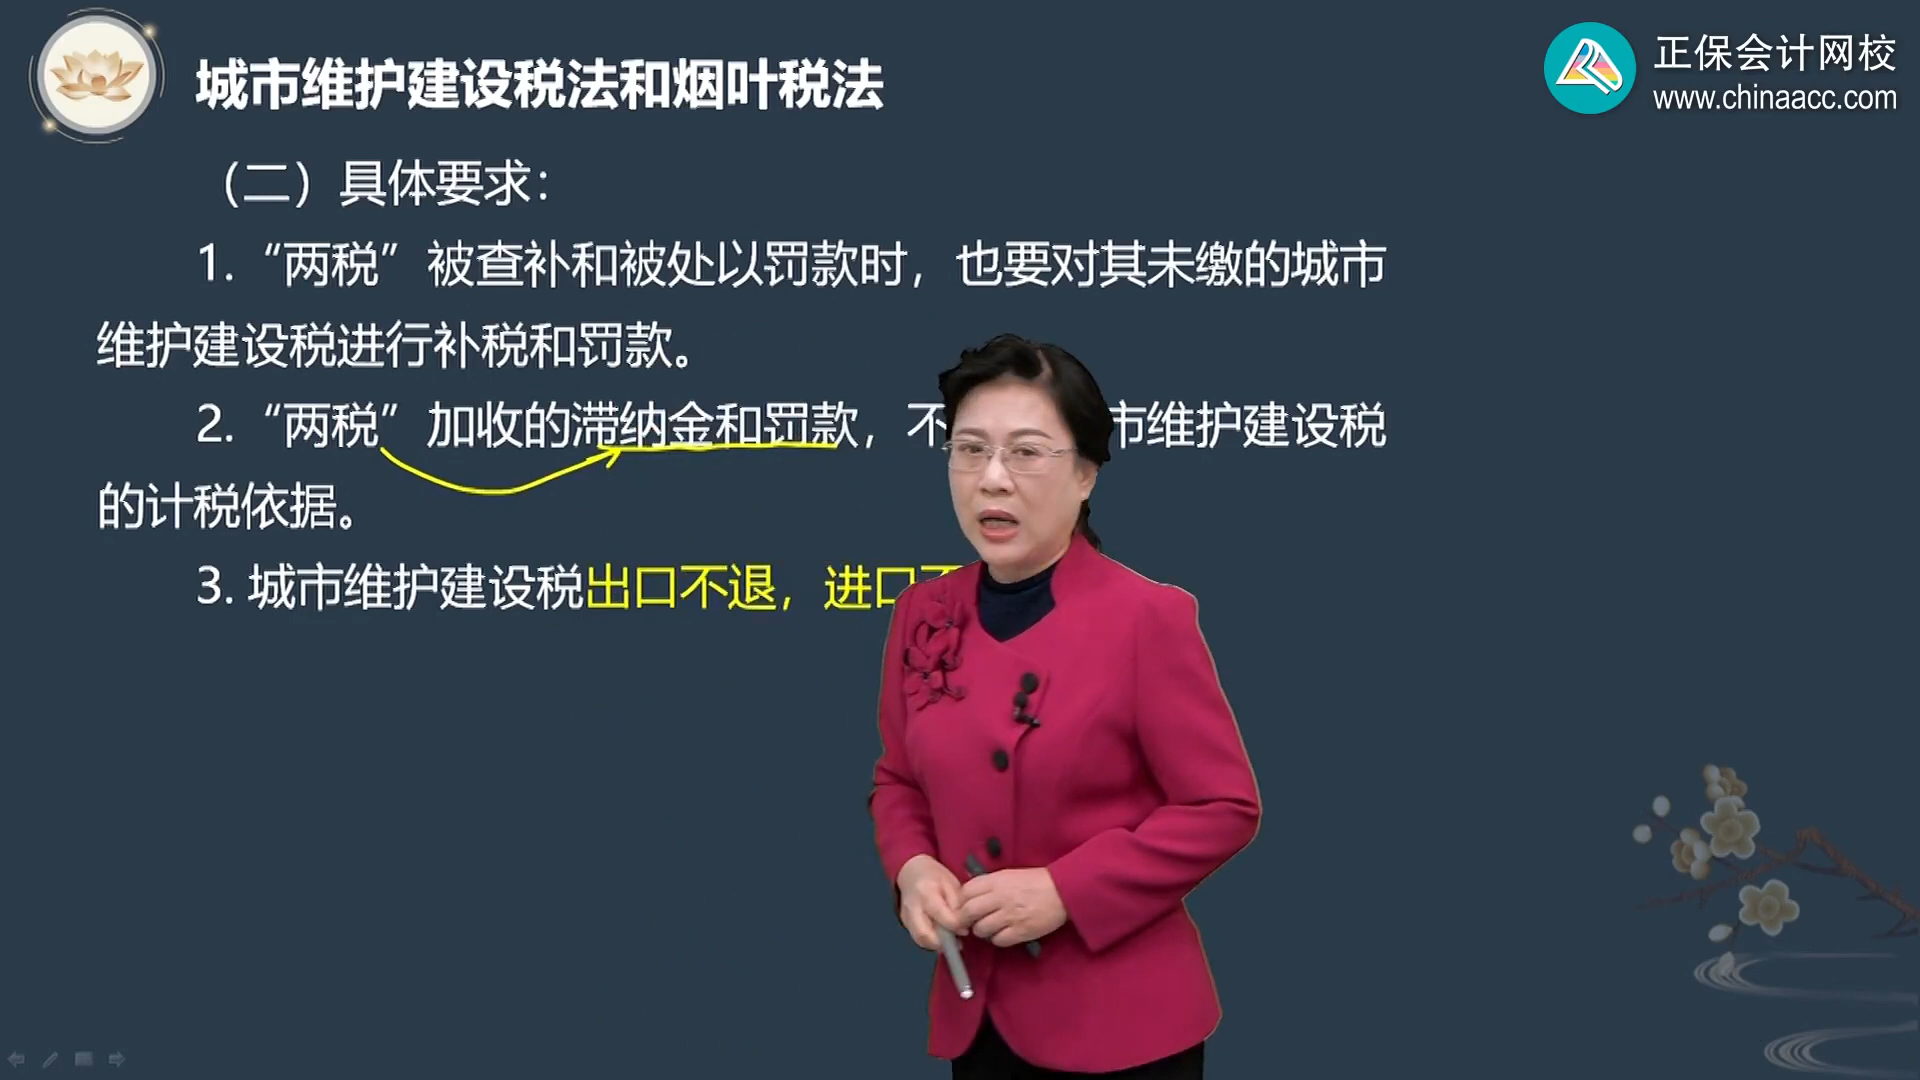 城市维护建设税法和烟叶税法
正保会计网校
www.chinaacc.com
（二）具体要求：
1. “两税”被查补和被处以罚款时，也要对其未缴的城市
维护建设税进行补税和罚款。
2. “两税”加收的滞纳金和罚款，不 市维护建设税
的计税依据。
3. 城市维护建设税出口不退，进口不